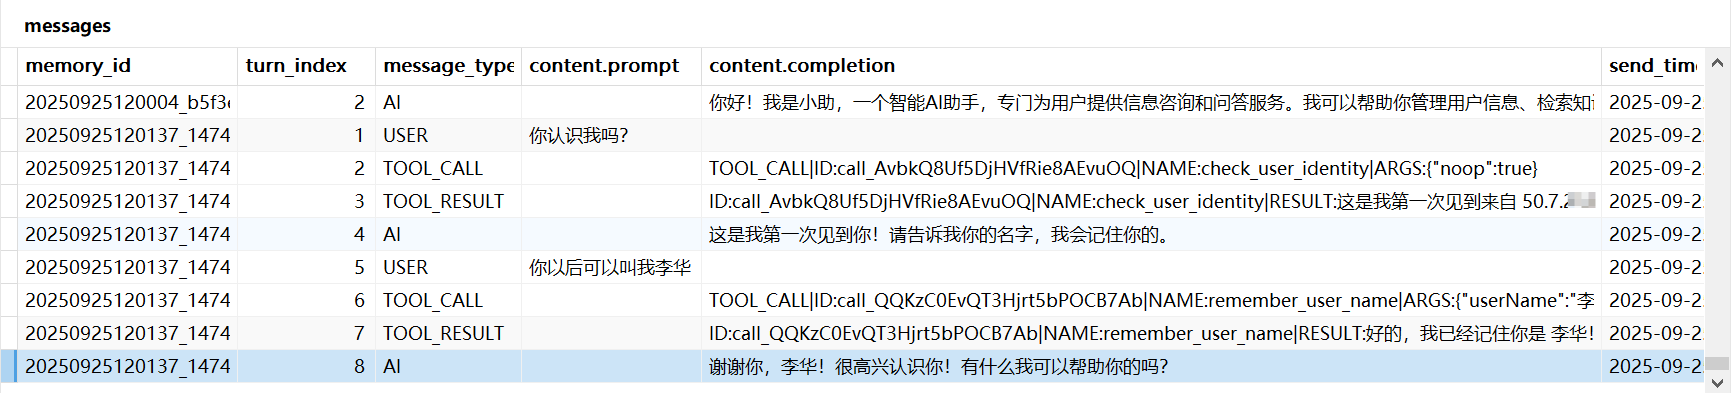 messages
memory_id turn_index message_type content.prompt content.completion send_time
20250925120004_b5f3e 2 AI 你好！我是小助，一个智能AI助手，专门为用户提供信息咨询和问答服务。我可以帮助你管理用户信息、检索知 2025-09-2
20250925120137_1474 1 USER 你认识我吗? 2025-09-2
20250925120137_1474 2 TOOL_CALL TOOL_CALL|ID:call_AvbkQ8Uf5DjHVfRie8AEvuOQ|NAME:check_user_identity|ARGS:{"noop":true} 2025-09-2
20250925120137_1474 3 TOOL_RESULT ID:call_AvbkQ8Uf5DjHVfRie8AEvuOQ|NAME:check_user_identity|RESULT:这是我第一次见到来自 50.7.2 2025-09-2
20250925120137_1474 4 AI 这是我第一次见到你！请告诉我你的名字，我会记住你的。 2025-09-2
20250925120137_1474 5 USER 你以后可以叫我李华 2025-09-2
20250925120137_1474 6 TOOL_CALL TOOL_CALL|ID:call_QQKzC0EvQT3Hjrt5bPOCB7Ab|NAME:remember_user_name|ARGS:{"userName":"李 2025-09-2
20250925120137_1474 7 TOOL_RESULT ID:call_QQKzC0EvQT3Hjrt5bPOCB7Ab|NAME:remember_user_name|RESULT:好的，我已经记住你是 李华！ 2025-09-2
20250925120137_1474 8 AI 谢谢你，李华！很高兴认识你！有什么我可以帮助你的吗？ 2025-09-2